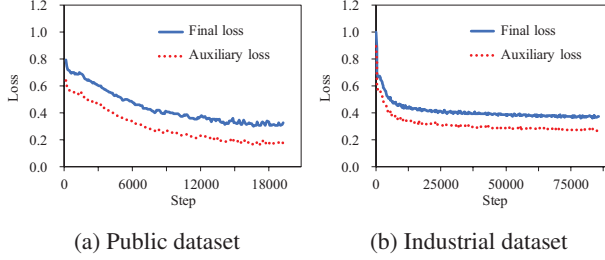 1.2
1.0
0.8
0.6
0.4
0.2
0.0
Loss
Final loss
Auxiliary loss
0 6000 12000 18000
Step
(a) Public dataset
1.2
1.0
0.8
0.6
0.4
0.2
0.0
Loss
Final loss
Auxiliary loss
0 25000 50000 75000
Step
(b) Industrial dataset